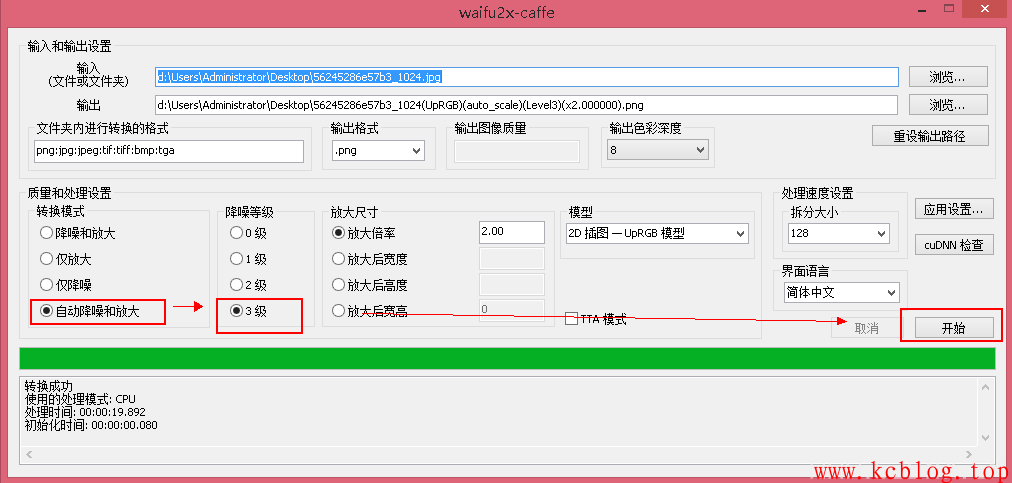 waifu2x-caffe
输入和输出设置
输入
(文件或文件夹)
d:\Users\Administrator\Desktop\56245286e57b3_1024.jpg
浏览...
输出
d:\Users\Administrator\Desktop\56245286e57b3_1024(UpRGB)(auto_scale)(Level3)(x2.000000).png
浏览...
文件夹内进行转换的格式
png:jpg:jpeg:tif:tiff:bmp:tga
输出格式
.png
输出图像质量
输出色彩深度
8
重设输出路径
质量和处理设置
转换模式
降噪和放大
仅放大
仅降噪
自动降噪和放大
降噪等级
0 级
1 级
2 级
3 级
放大尺寸
放大倍率
2.00
放大后宽度
放大后高度
放大后宽高
0
模型
2D 插图 — UpRGB 模型
TTA 模式
处理速度设置
拆分大小
128
界面语言
简体中文
应用设置...
cuDNN 检查
取消
开始
转换成功
使用的处理模式: CPU
处理时间: 00:00:19.892
初始化时间: 00:00:00.080
www.kcblog.top